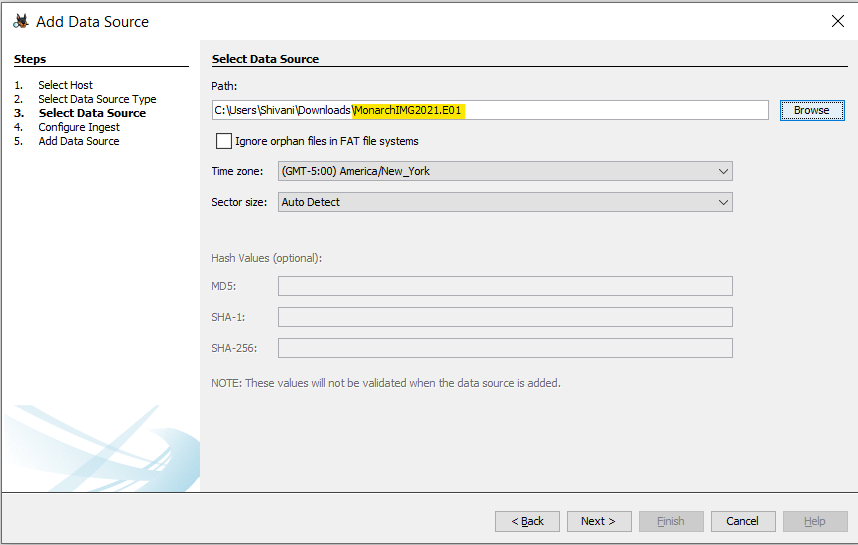 Add Data Source
Steps
1. Select Host
2. Select Data Source Type
3. Select Data Source
4. Configure Ingest
5. Add Data Source
Select Data Source
Path:
C:\Users\Shivani\Downloads\MonarchIMG2021.E01
Browse
Ignore orphan files in FAT file systems
Time zone: (GMT-5:00) America/New_York
Sector size: Auto Detect
Hash Values (optional):
MD5:
SHA-1:
SHA-256:
NOTE: These values will not be validated when the data source is added.
< Back Next > Finish Cancel Help